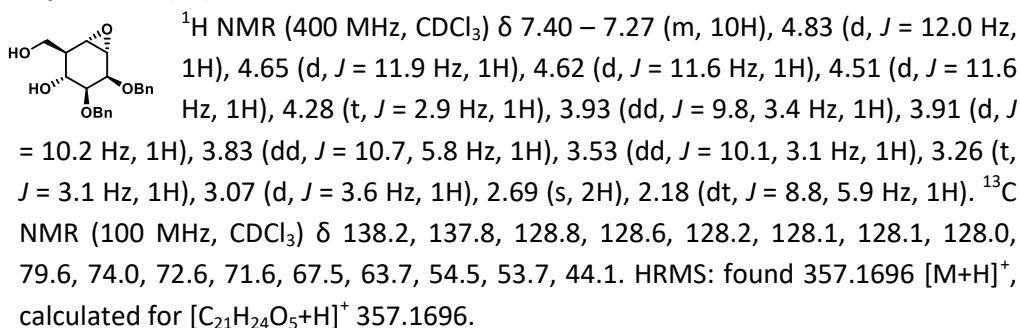 ¹H NMR (400 MHz, CDCl₃) δ 7.40 – 7.27 (m, 10H), 4.83 (d, J = 12.0 Hz,
1H), 4.65 (d, J = 11.9 Hz, 1H), 4.62 (d, J = 11.6 Hz, 1H), 4.51 (d, J = 11.6
Hz, 1H), 4.28 (t, J = 2.9 Hz, 1H), 3.93 (dd, J = 9.8, 3.4 Hz, 1H), 3.91 (d, J
= 10.2 Hz, 1H), 3.83 (dd, J = 10.7, 5.8 Hz, 1H), 3.53 (dd, J = 10.1, 3.1 Hz, 1H), 3.26 (t,
J = 3.1 Hz, 1H), 3.07 (d, J = 3.6 Hz, 1H), 2.69 (s, 2H), 2.18 (dt, J = 8.8, 5.9 Hz, 1H). ¹³C
NMR (100 MHz, CDCl₃) δ 138.2, 137.8, 128.8, 128.6, 128.2, 128.1, 128.1, 128.0,
79.6, 74.0, 72.6, 71.6, 67.5, 63.7, 54.5, 53.7, 44.1. HRMS: found 357.1696 [M+H]⁺,
calculated for [C₂₁H₂₄O₅+H]⁺ 357.1696.
O
HO
HO
OBn
OBn